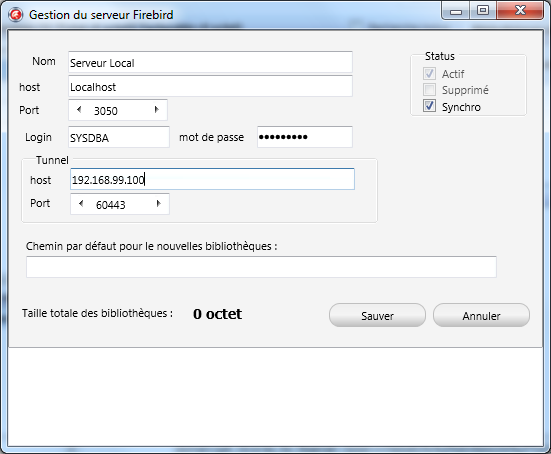 Gestion du serveur Firebird
Nom Serveur Local
host Localhost
Port 3050
Login SYSDBA mot de passe •••••••••
Status
Actif
Supprimé
Synchro
Tunnel
host 192.168.99.100
Port 60443
Chemin par défaut pour le nouvelles bibliothèques :
Taille totale des bibliothèques : 0 octet
Sauver Annuler